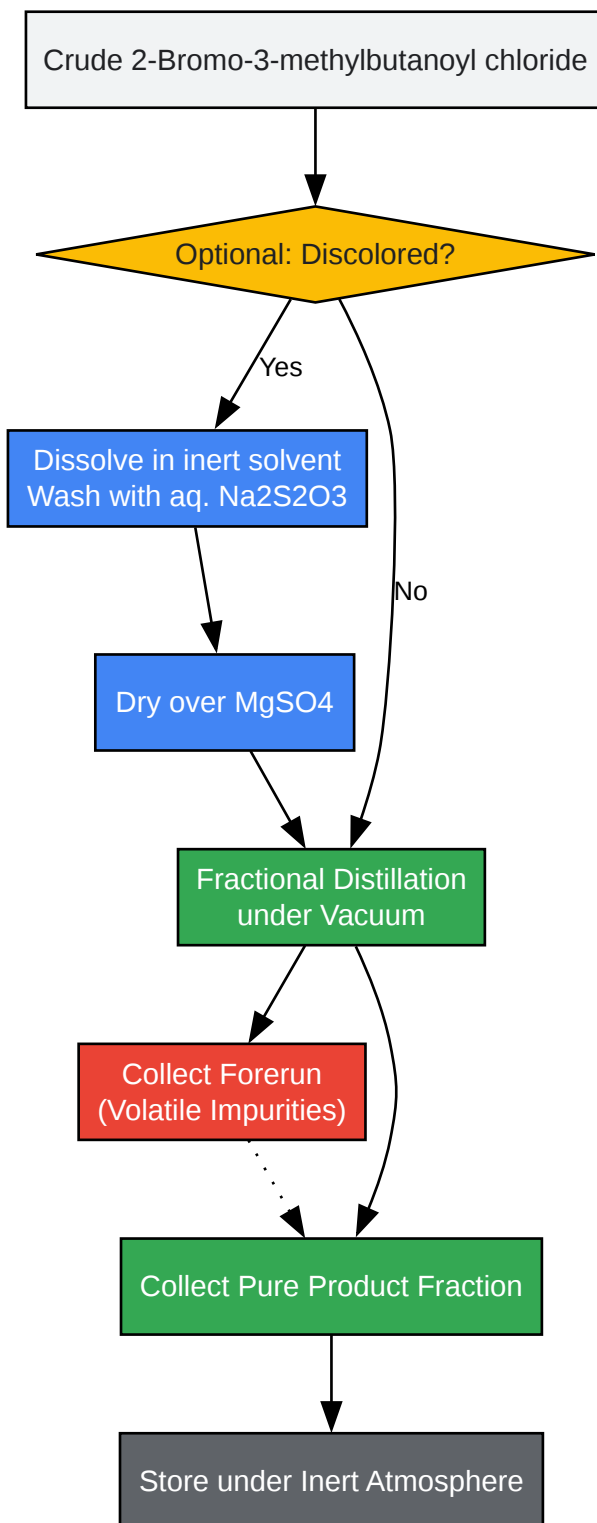 Crude 2-Bromo-3-methylbutanoyl chloride
Optional: Discolored?
Yes
Dissolve in inert solvent
Wash with aq. Na2S2O3
No
Dry over MgSO4
Fractional Distillation
under Vacuum
Collect Forerun
(Volatile Impurities)
Collect Pure Product Fraction
Store under Inert Atmosphere